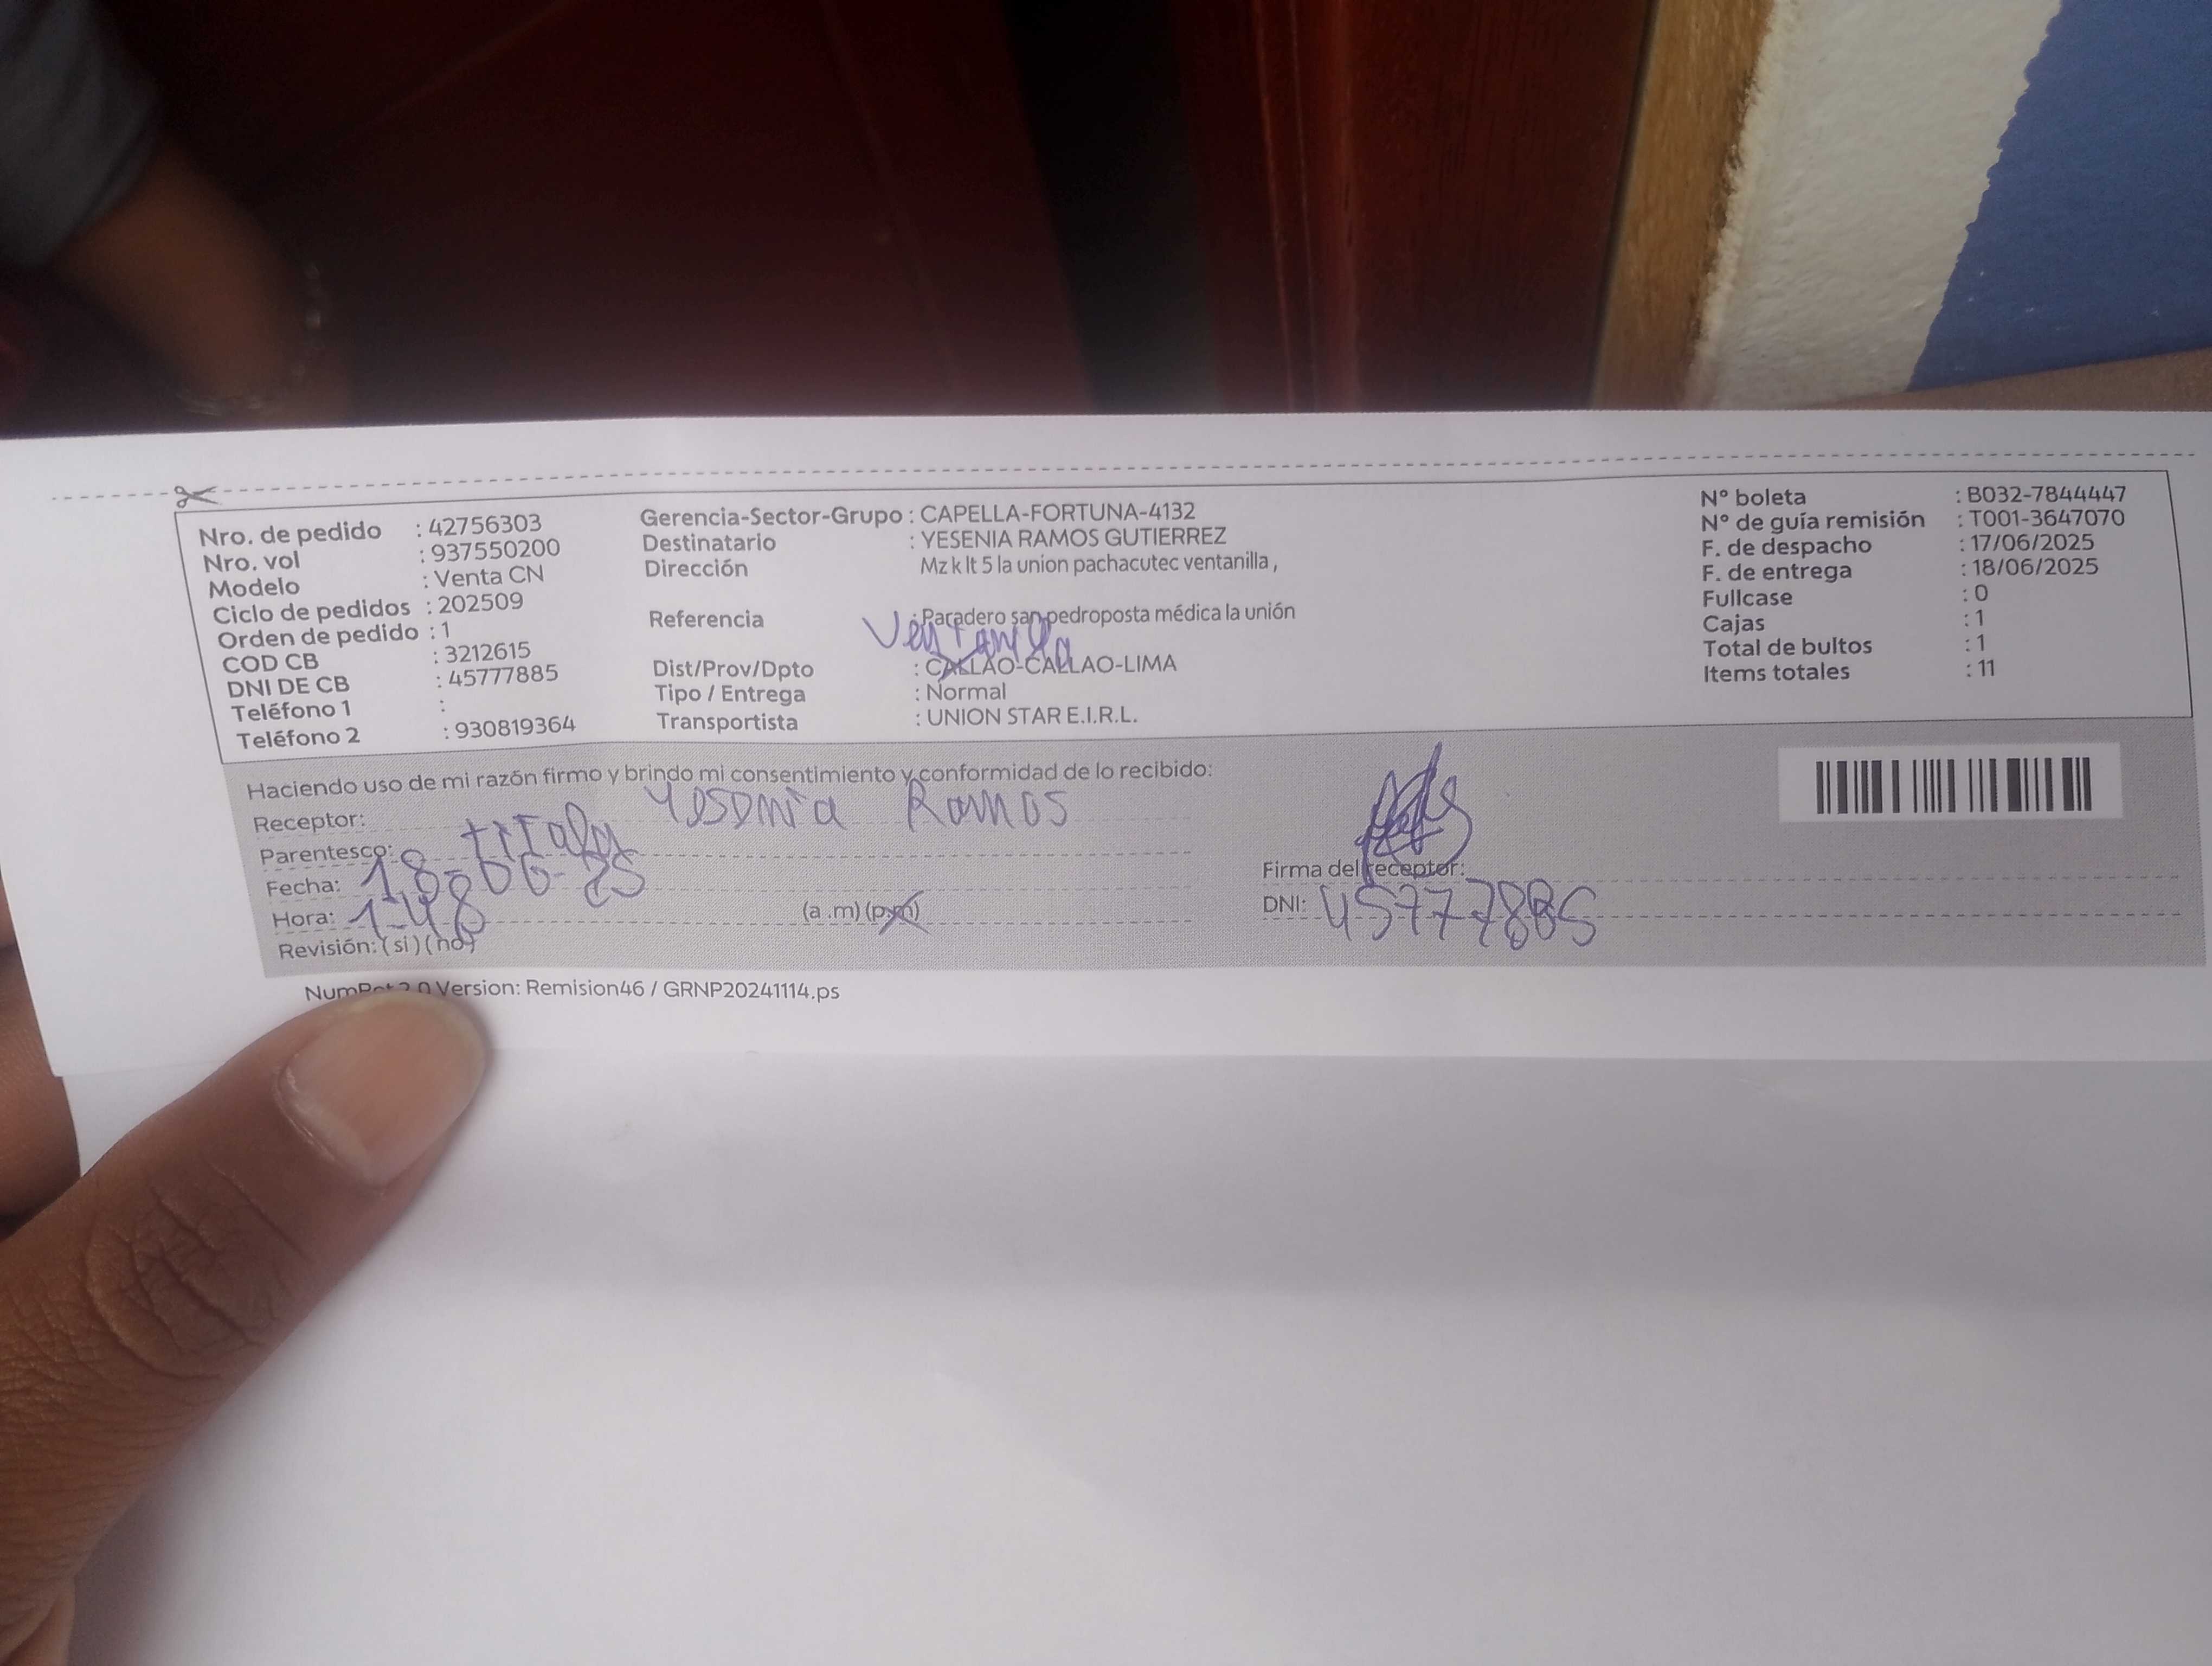 Nro. de pedido : 42756303
Nro. vol : 937550200
Modelo : Venta CN
Ciclo de pedidos : 202509
Orden de pedido : 1
COD CB : 3212615
DNI DE CB : 45777885
Teléfono 1 :
Teléfono 2 : 930819364
Gerencia-Sector-Grupo : CAPELLA-FORTUNA-4132
Destinatario : YESENIA RAMOS GUTIERREZ
Dirección Mz k lt 5 la union pachacutec ventanilla ,
Referencia : Paradero san pedroposta médica la unión
Ventanilla
Dist/Prov/Dpto : CALLAO-CALLAO-LIMA
Tipo / Entrega : Normal
Transportista : UNION STAR E.I.R.L.
N° boleta : B032-7844447
N° de guía remisión : T001-3647070
F. de despacho : 17/06/2025
F. de entrega : 18/06/2025
Fullcase : 0
Cajas : 1
Total de bultos : 1
Items totales : 11
Haciendo uso de mi razón firmo y brindo mi consentimiento y conformidad de lo recibido:
Receptor: Yesenia Ramos
Parentesco:
Fecha: 18-06-25
Hora: 1-48 (a .m) (p.m)
Revisión: (si) (no)
Firma del receptor:
DNI: 45777885
2.0 Version: Remision46 / GRNP20241114.ps